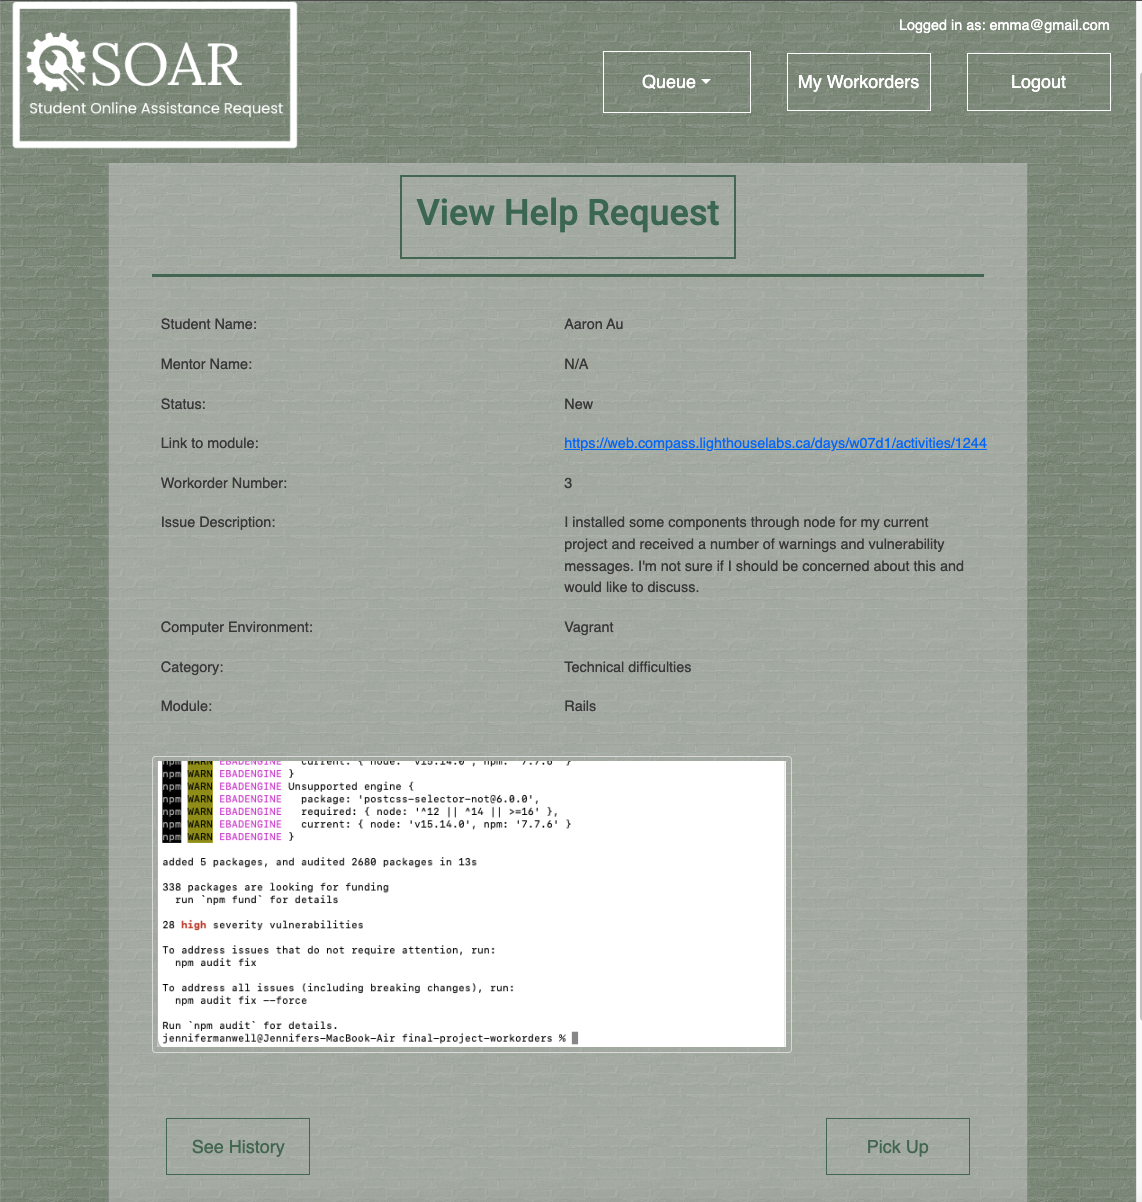 Logged in as: emma@gmail.com
SOAR
Student Online Assistance Request
Queue
My Workorders
Logout
View Help Request
Student Name: Aaron Au
Mentor Name: N/A
Status: New
Link to module: https://web.compass.lighthouselabs.ca/days/w07d1/activities/1244
Workorder Number: 3
Issue Description: I installed some components through node for my current
project and received a number of warnings and vulnerability
messages. I'm not sure if I should be concerned about this and
would like to discuss.
Computer Environment: Vagrant
Category: Technical difficulties
Module: Rails
npm WARN EBADENGINE   current: { node: 'v15.14.0', npm: '7.7.6' }
npm WARN EBADENGINE }
npm WARN EBADENGINE Unsupported engine {
npm WARN EBADENGINE   package: 'postcss-selector-not@6.0.0',
npm WARN EBADENGINE   required: { node: '^12 || ^14 || >=16' },
npm WARN EBADENGINE   current: { node: 'v15.14.0', npm: '7.7.6' }
npm WARN EBADENGINE }
added 5 packages, and audited 2680 packages in 13s
338 packages are looking for funding
run `npm fund` for details
28 high severity vulnerabilities
To address issues that do not require attention, run:
npm audit fix
To address all issues (including breaking changes), run:
npm audit fix --force
Run `npm audit` for details.
jennifermanwell@Jennifers-MacBook-Air final-project-workorders %
See History
Pick Up